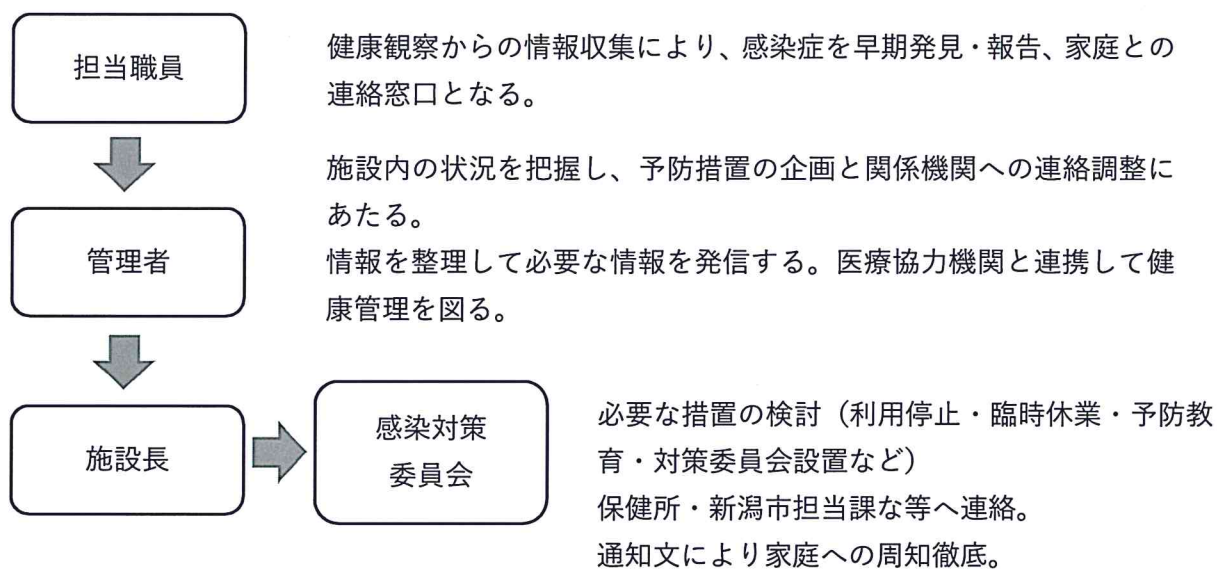 担当職員
健康観察からの情報収集により、感染症を早期発見・報告、家庭との
連絡窓口となる。
管理者
施設内の状況を把握し、予防措置の企画と関係機関への連絡調整に
あたる。
情報を整理して必要な情報を発信する。医療協力機関と連携して健
康管理を図る。
施設長
感染対策
委員会
必要な措置の検討（利用停止・臨時休業・予防教
育・対策委員会設置など）
保健所・新潟市担当課な等へ連絡。
通知文により家庭への周知徹底。